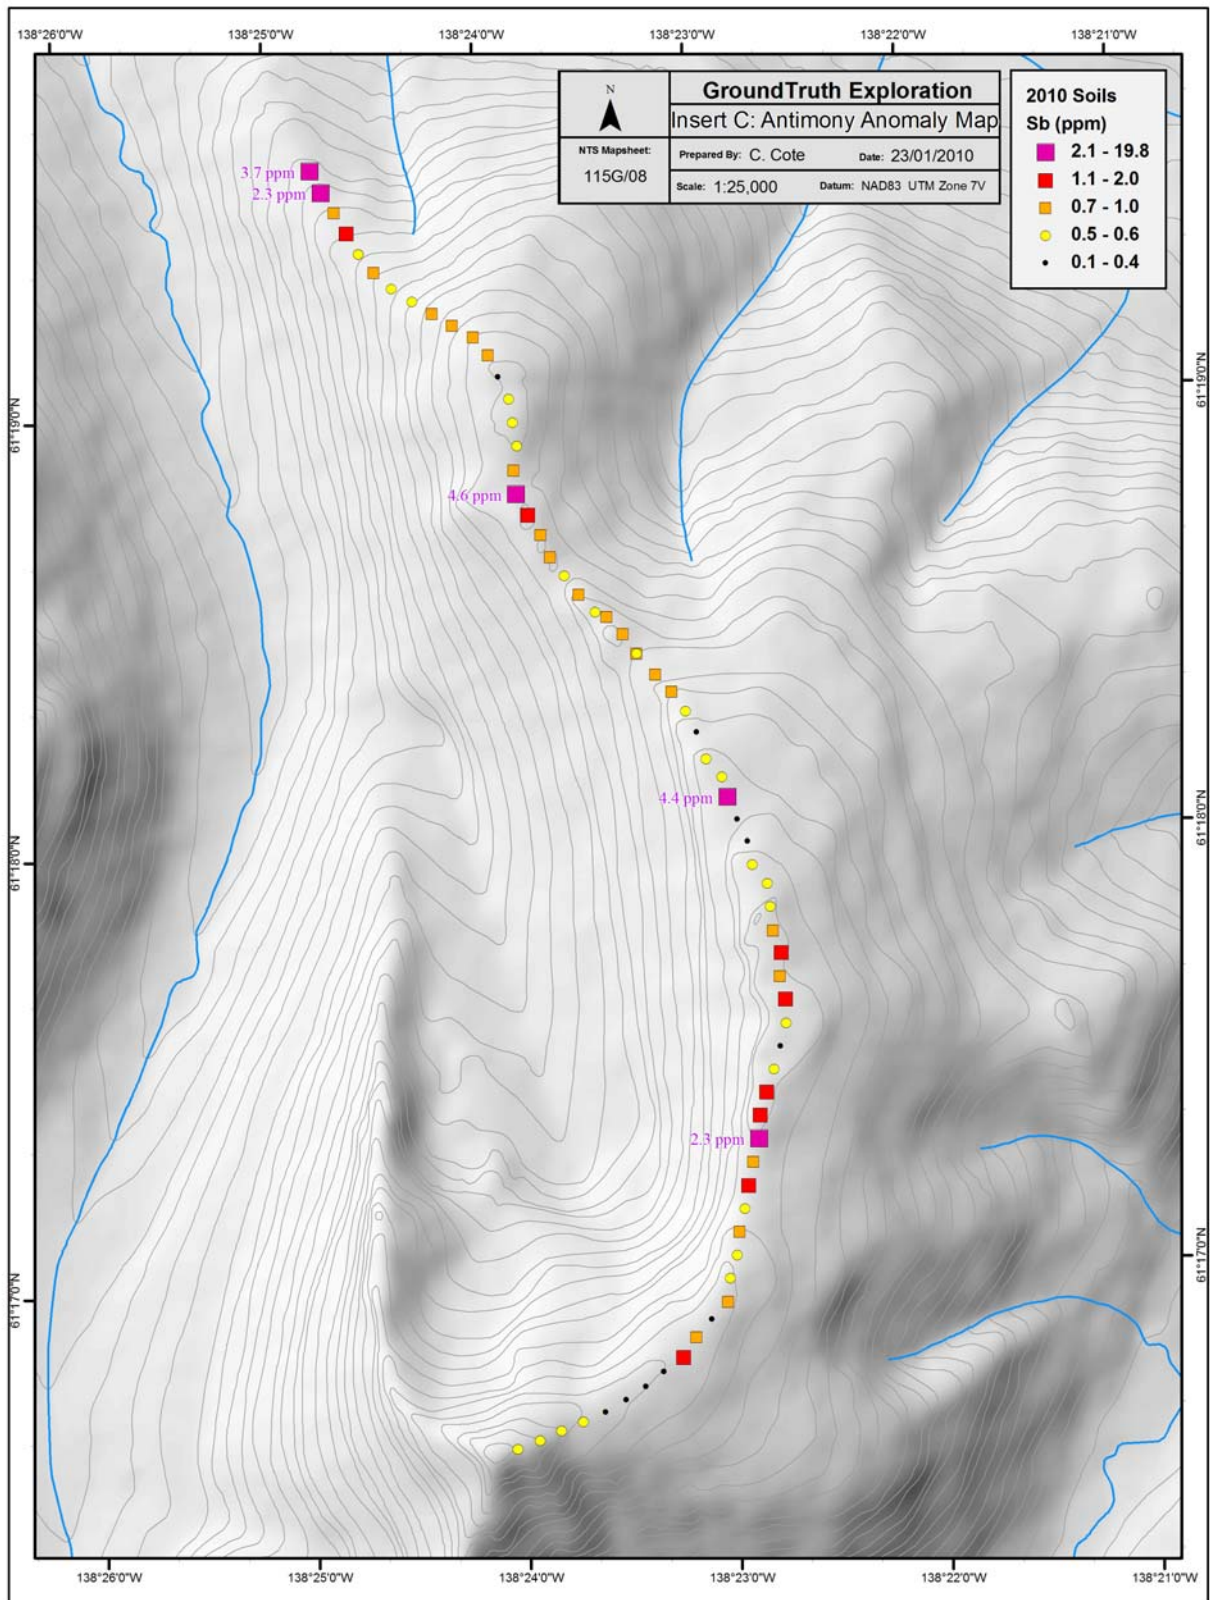 138°26'0"W 138°25'0"W 138°24'0"W 138°23'0"W 138°22'0"W 138°21'0"W
N
NTS Mapsheet:
115G/08
GroundTruth Exploration
Insert C: Antimony Anomaly Map
Prepared By: C. Cote Date: 23/01/2010
Scale: 1:25,000 Datum: NAD83 UTM Zone 7V
2010 Soils
Sb (ppm)
2.1 - 19.8
1.1 - 2.0
0.7 - 1.0
0.5 - 0.6
0.1 - 0.4
3.7 ppm
2.3 ppm
61°19'0"N
61°19'0"N
4.6 ppm
4.4 ppm
61°18'0"N
61°18'0"N
2.3 ppm
61°17'0"N
61°17'0"N
138°26'0"W 138°25'0"W 138°24'0"W 138°23'0"W 138°22'0"W 138°21'0"W